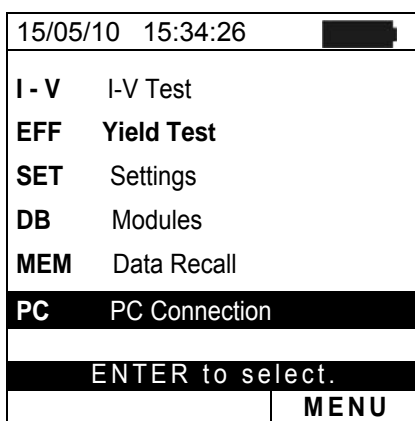 15/05/10 15:34:26
I - V I-V Test
EFF Yield Test
SET Settings
DB Modules
MEM Data Recall
PC PC Connection
ENTER to select.
MENU